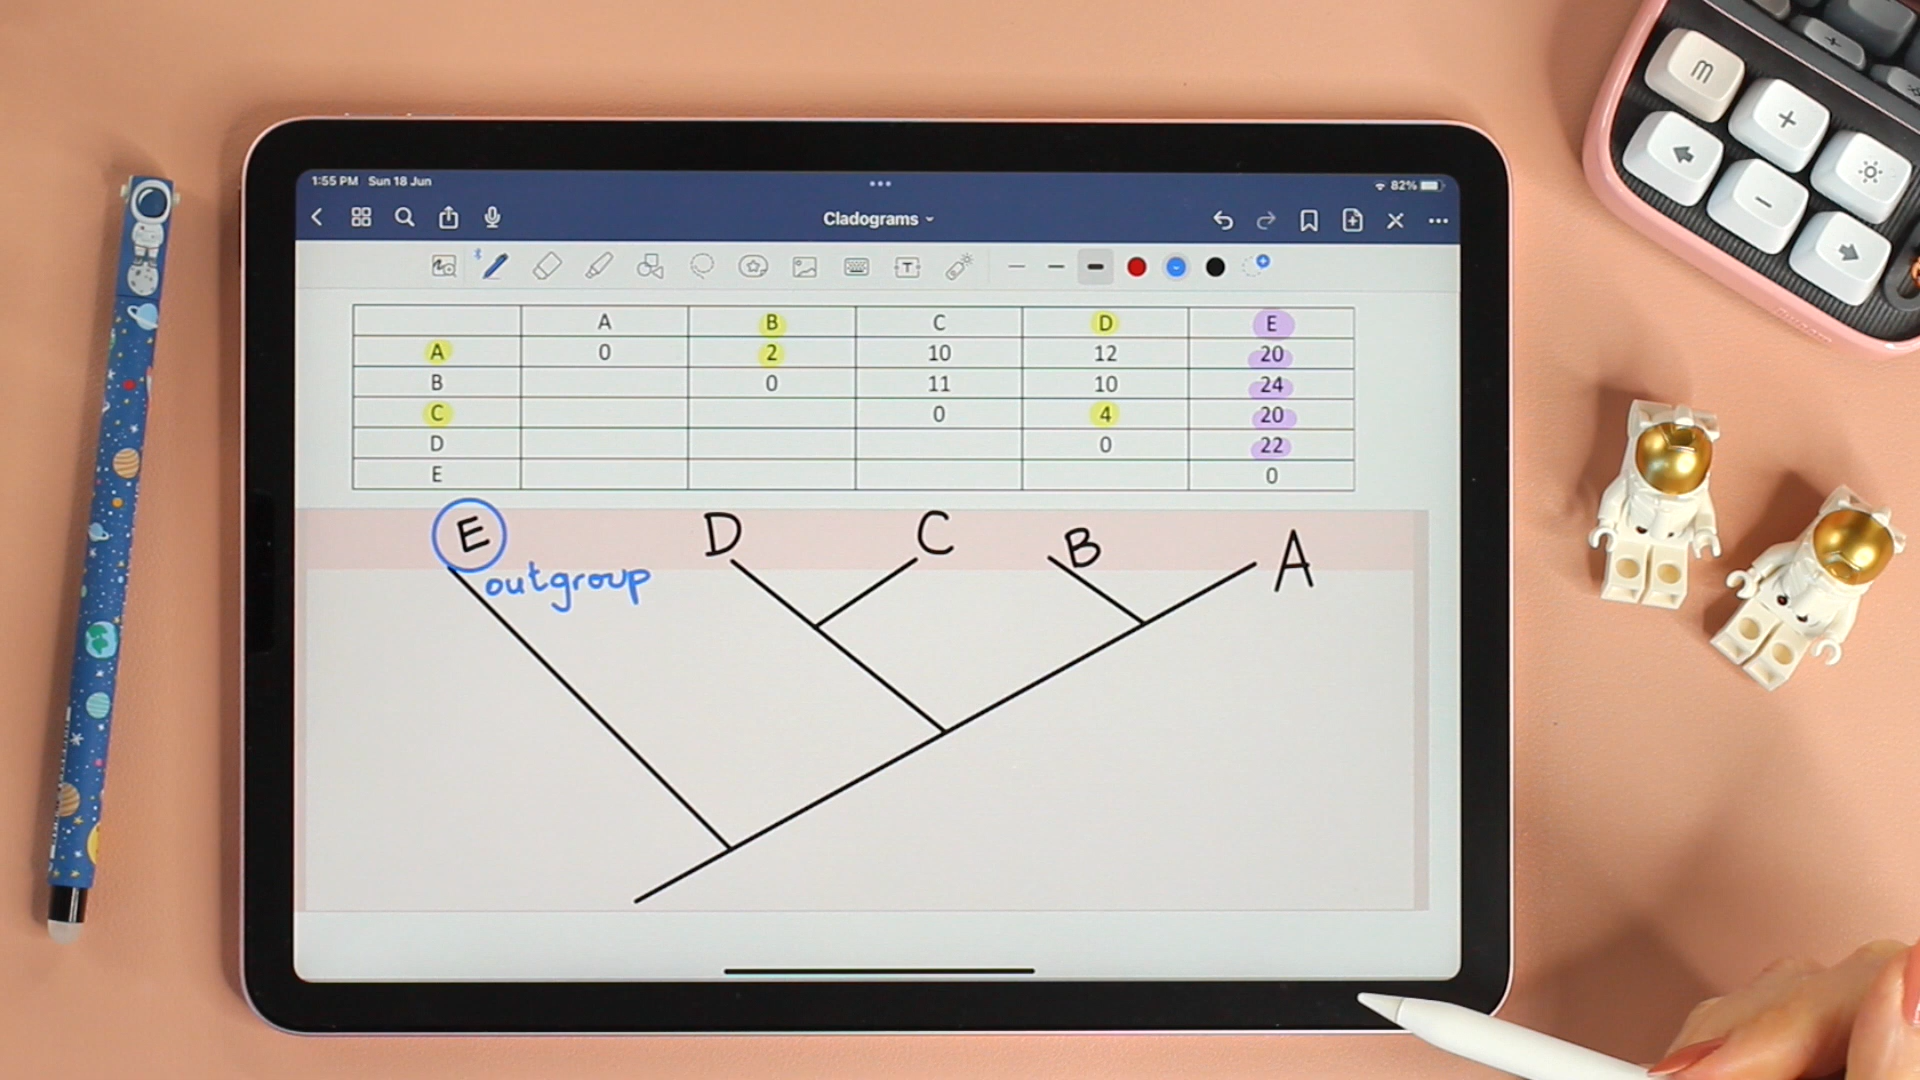 1:55 PM Sun 18 Jun
82%
Cladograms
T
A B C D E
A 0 2 10 12 20
B 0 11 10 24
C 0 4 20
D 0 22
E 0
E D C B A
outgroup
m
+
-